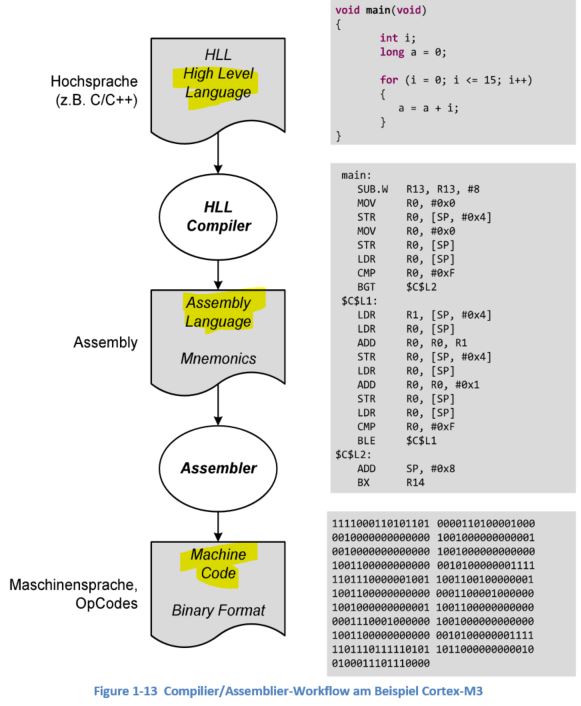 HLL
High Level
Language
Hochsprache
(z.B. C/C++)
HLL
Compiler
Assembly
Language
Mnemonics
Assembly
Assembler
Machine
Code
Binary Format
Maschinensprache,
OpCodes
void main(void)
{
int i;
long a = 0;
for (i = 0; i <= 15; i++)
{
a = a + i;
}
}
main:
SUB.W R13, R13, #8
MOV R0, #0x0
STR R0, [SP, #0x4]
MOV R0, #0x0
STR R0, [SP]
LDR R0, [SP]
CMP R0, #0xF
BGT $C$L2
$C$L1:
LDR R1, [SP, #0x4]
LDR R0, [SP]
ADD R0, R0, R1
STR R0, [SP, #0x4]
LDR R0, [SP]
ADD R0, R0, #0x1
STR R0, [SP]
LDR R0, [SP]
CMP R0, #0xF
BLE $C$L1
$C$L2:
ADD SP, #0x8
BX R14
1111000110101101 0000110100001000
0010000000000000 1001000000000001
0010000000000000 1001000000000000
1001100000000000 0010100000001111
1101110000001001 1001100100000001
1001100000000000 0001100001000000
1001000000000001 1001100000000000
0001110001000000 1001000000000000
1001100000000000 0010100000001111
1101110111110101 1011000000000010
0100011101110000
Figure 1-13 Compilier/Assemblier-Workflow am Beispiel Cortex-M3